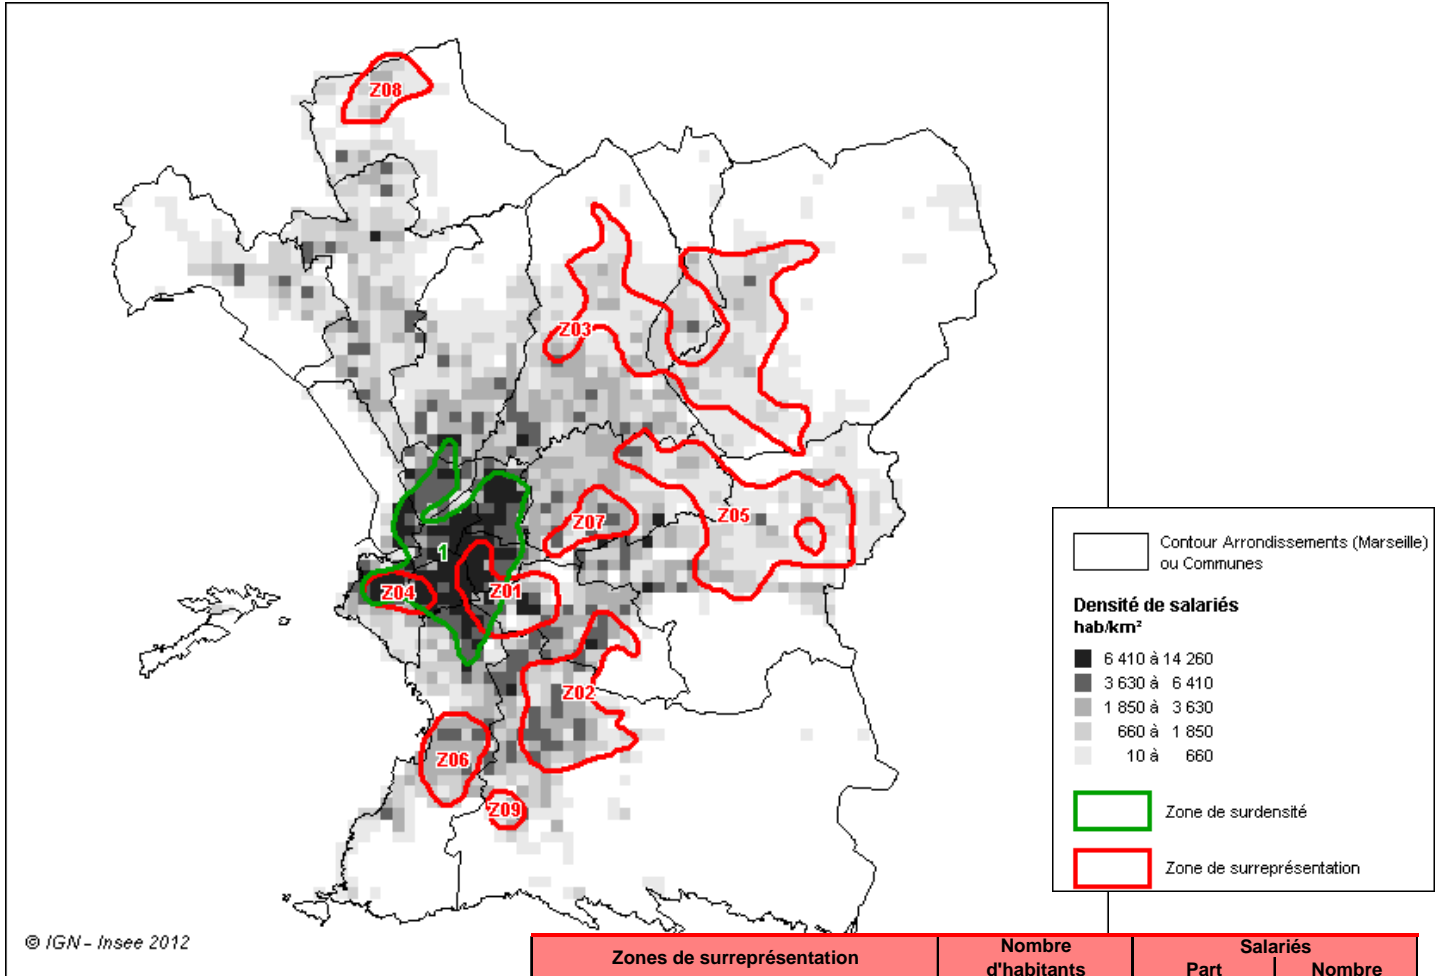 Z08
Z03
Z07
Z05
1
Z04
Z01
Z02
Z06
Z09
© IGN - Insee 2012
Contour Arrondissements (Marseille)
ou Communes
Densité de salariés
hab/km²
6 410 à 14 260
3 630 à 6 410
1 850 à 3 630
660 à 1 850
10 à 660
Zone de surdensité
Zone de surreprésentation
Zones de surreprésentation
Nombre
d'habitants
Salariés
Part
Nombre